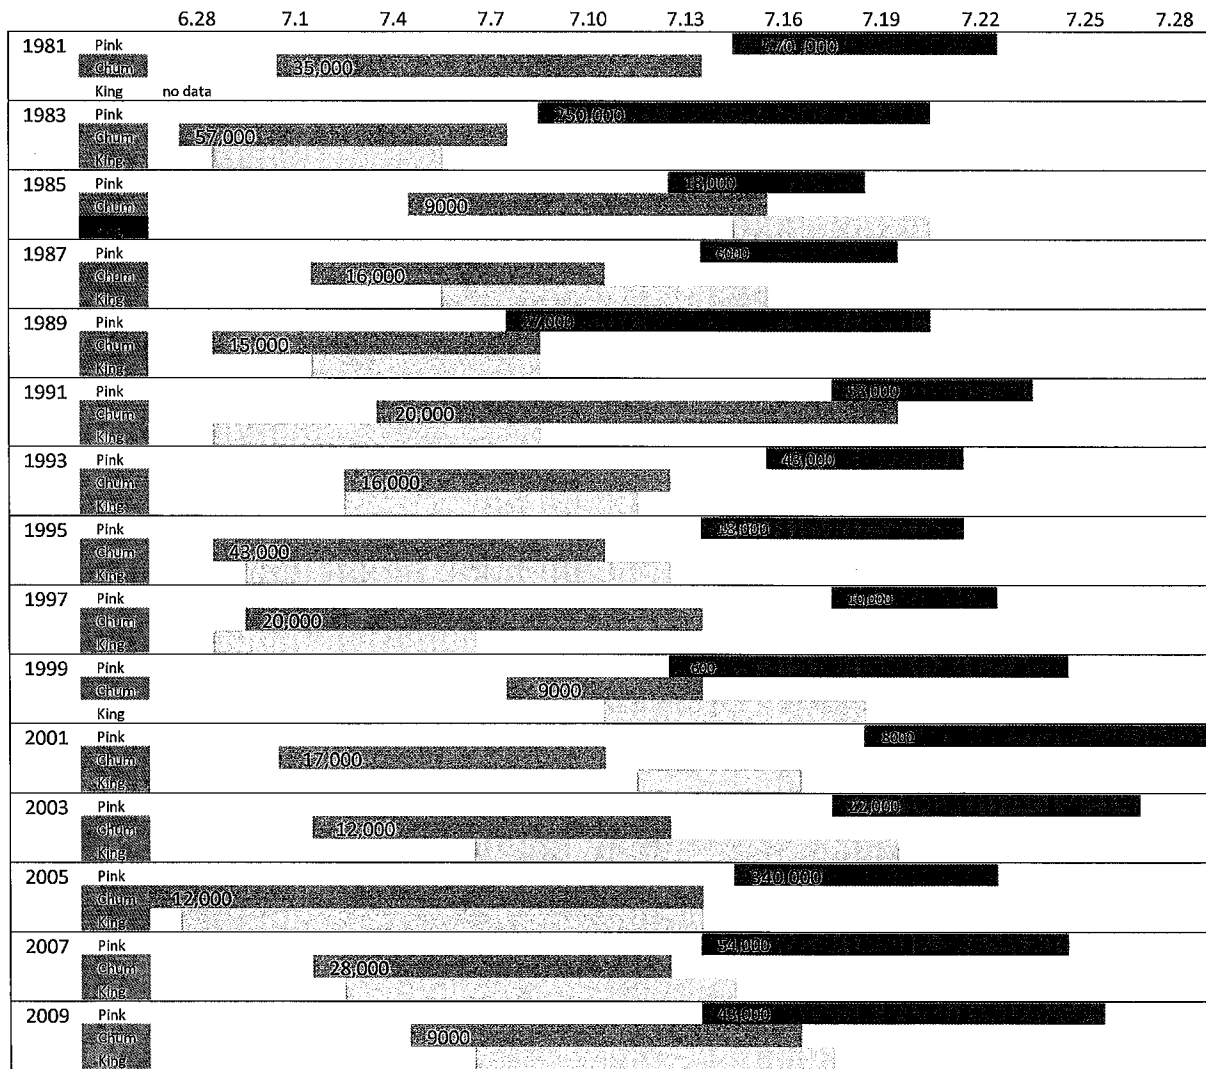 6.28 7.1 7.4 7.7 7.10 7.13 7.16 7.19 7.22 7.25 7.28
1981 Pink
Chum 35,000
King no data
1983 Pink 250,000
Chum 57,000
King
1985 Pink 18,000
Chum 9000
1987 Pink 6000
Chum 16,000
King
1989 Pink 27,000
Chum 15,000
King
1991 Pink
Chum 20,000
King
1993 Pink 43,000
Chum 16,000
King
1995 Pink 18,000
Chum 43,000
King
1997 Pink 10,000
Chum 20,000
King
1999 Pink 600
Chum 9000
King
2001 Pink 8000
Chum 17,000
King
2003 Pink 22,000
Chum 12,000
King
2005 Pink 340,000
Chum 12,000
King
2007 Pink 54,000
Chum 28,000
King
2009 Pink 43,000
Chum 9000
King